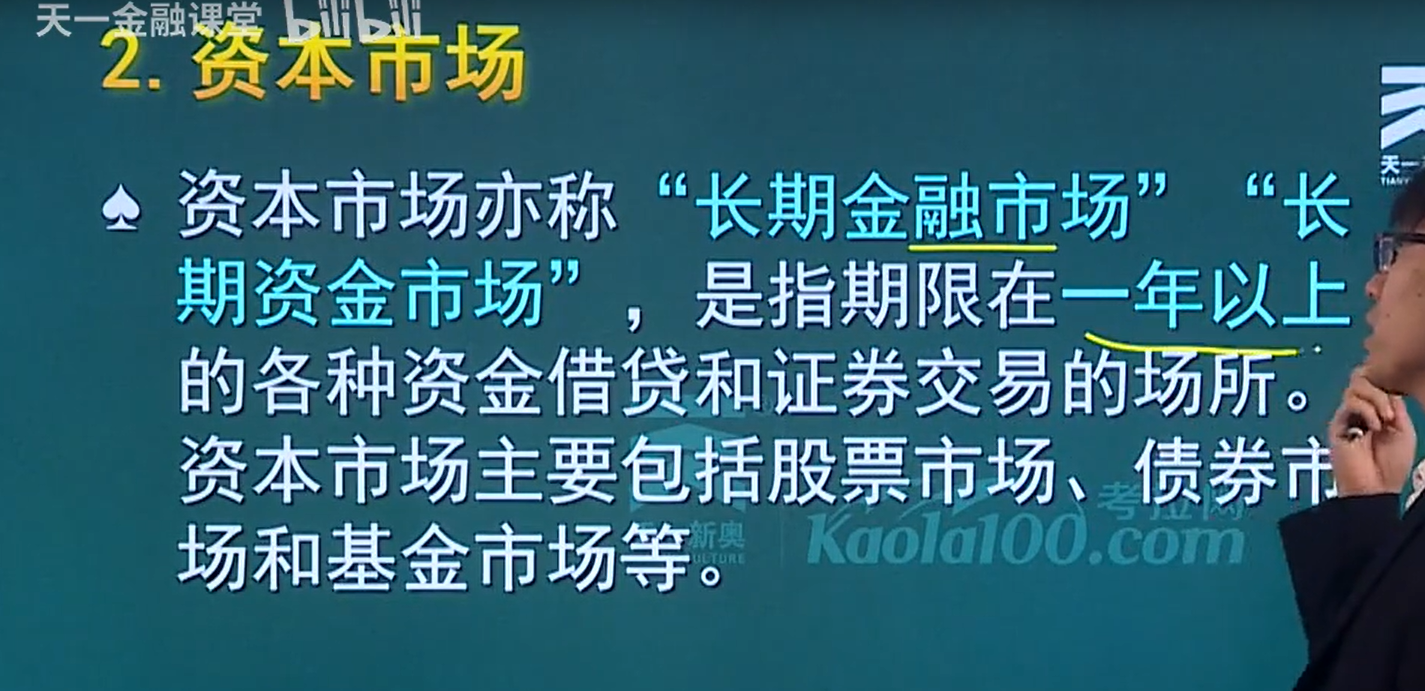 天一金融课堂 bilibili
2. 资本市场
♠ 资本市场亦称“长期金融市场”“长
期资金市场”，是指期限在一年以上
的各种资金借贷和证券交易的场所。
资本市场主要包括股票市场、债券市
场和基金市场等。
天一
新奥
考拉网
Kaola100.com